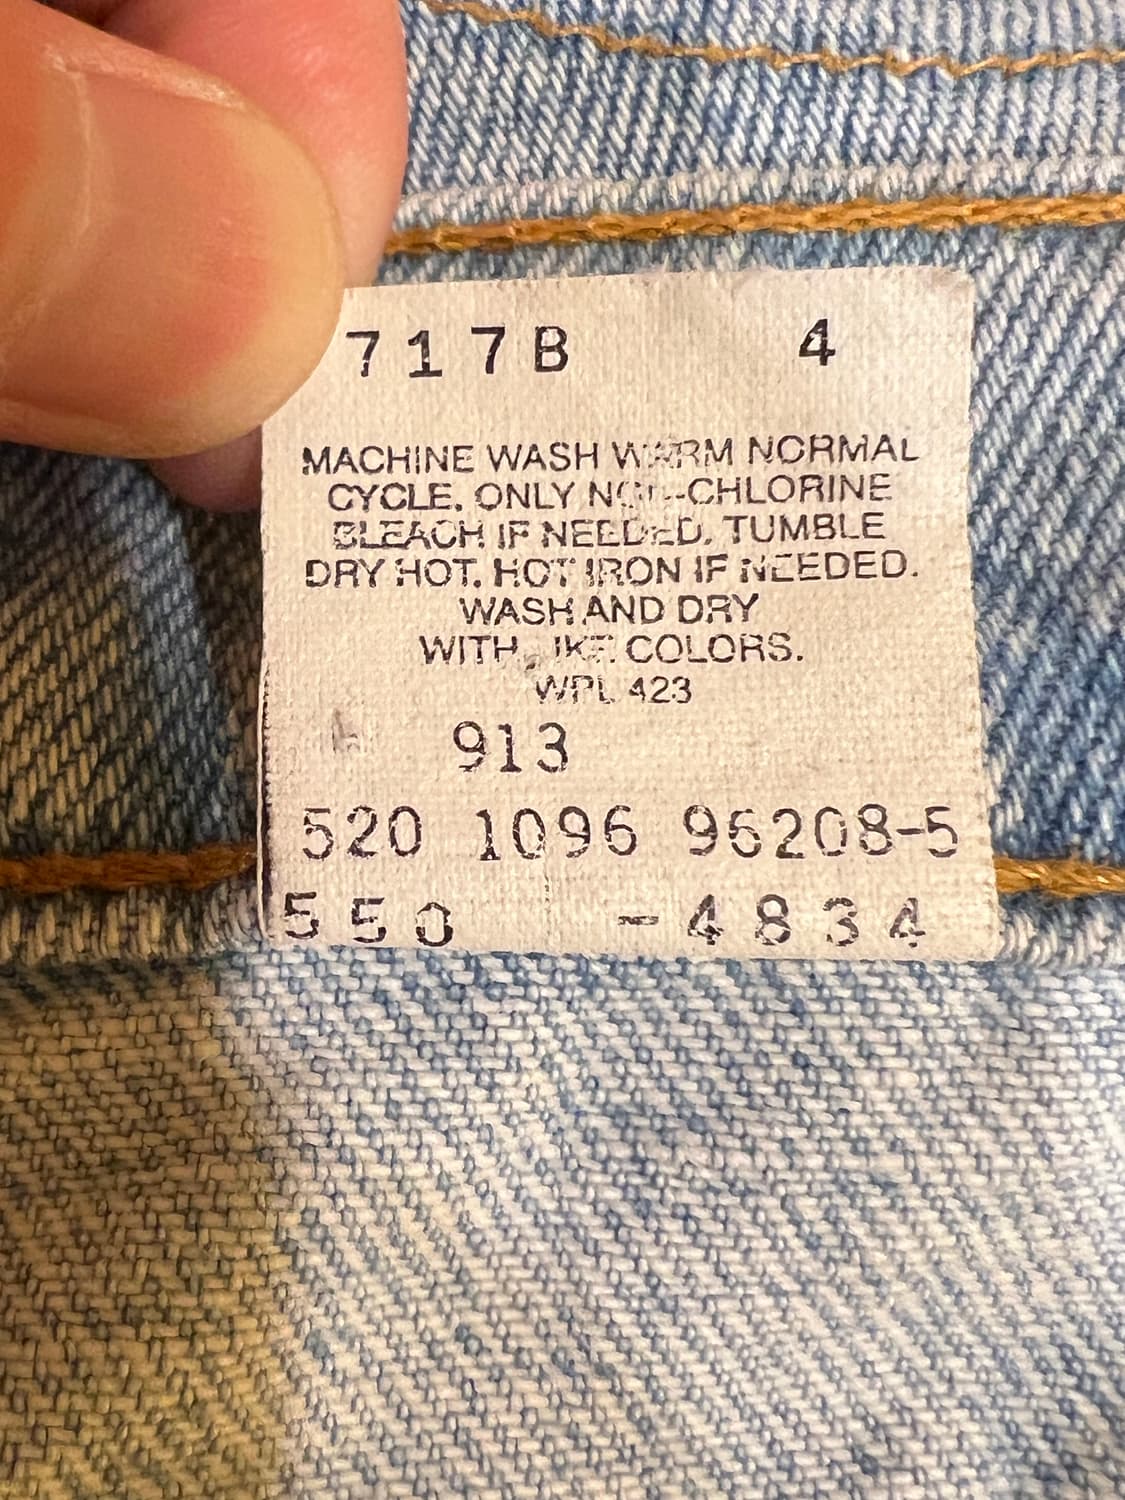 717B 4
MACHINE WASH WARM NORMAL
CYCLE. ONLY NON-CHLORINE
BLEACH IF NEEDED. TUMBLE
DRY HOT. HOT IRON IF NEEDED.
WASH AND DRY
WITH LIKE COLORS.
WPL 423
913
520 1096 96208-5
550 -4834